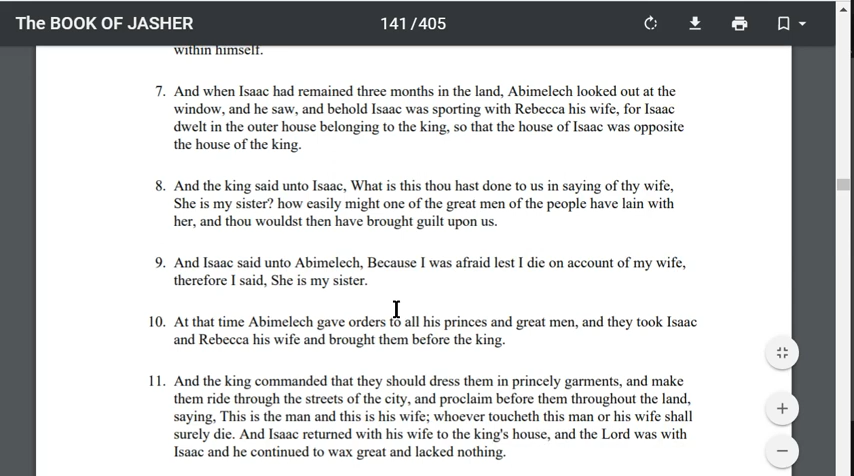 The BOOK OF JASHER
141/405
within himself.
7. And when Isaac had remained three months in the land, Abimelech looked out at the
window, and he saw, and behold Isaac was sporting with Rebecca his wife, for Isaac
dwelt in the outer house belonging to the king, so that the house of Isaac was opposite
the house of the king.
8. And the king said unto Isaac, What is this thou hast done to us in saying of thy wife,
She is my sister? how easily might one of the great men of the people have lain with
her, and thou wouldst then have brought guilt upon us.
9. And Isaac said unto Abimelech, Because I was afraid lest I die on account of my wife,
therefore I said, She is my sister.
10. At that time Abimelech gave orders to all his princes and great men, and they took Isaac
and Rebecca his wife and brought them before the king.
11. And the king commanded that they should dress them in princely garments, and make
them ride through the streets of the city, and proclaim before them throughout the land,
saying, This is the man and this is his wife; whoever toucheth this man or his wife shall
surely die. And Isaac returned with his wife to the king's house, and the Lord was with
Isaac and he continued to wax great and lacked nothing.